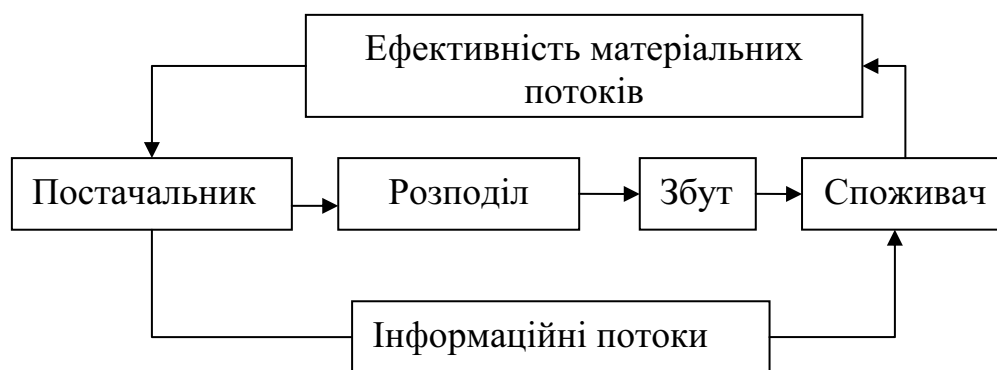 Ефективність матеріальних
потоків
Постачальник
Розподіл
Збут
Споживач
Інформаційні потоки